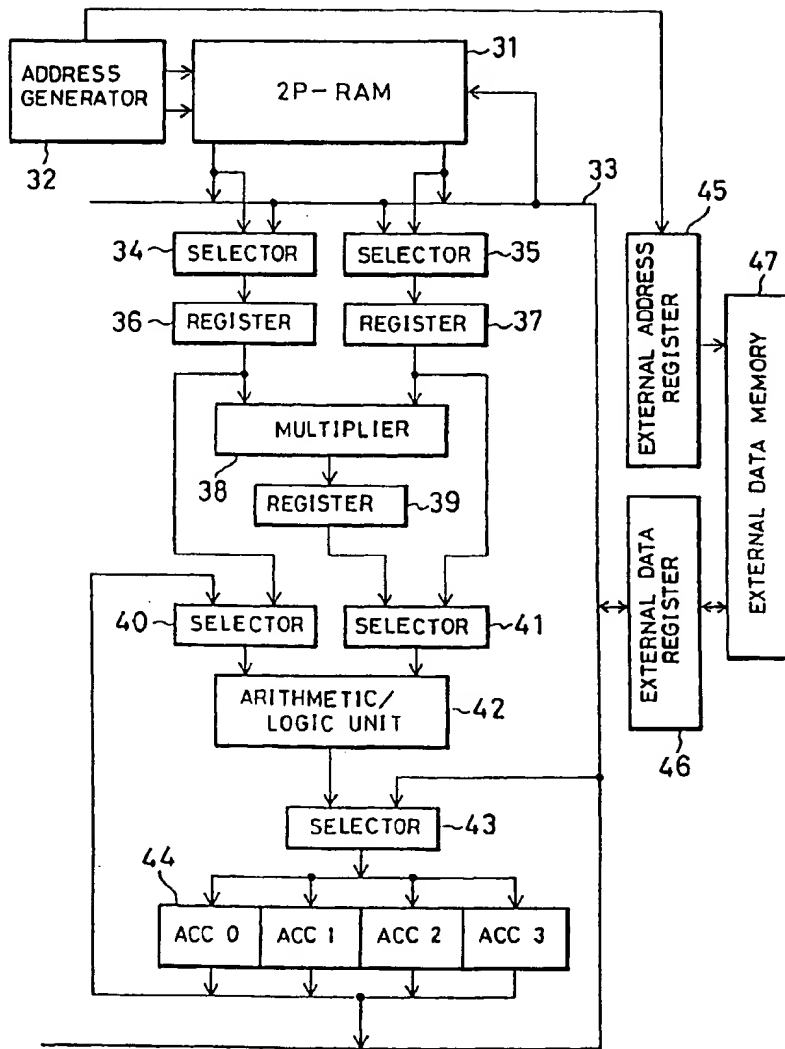 31
ADDRESS
GENERATOR
2P-RAM
32
33
45
34
SELECTOR
SELECTOR
35
47
36
REGISTER
REGISTER
37
EXTERNAL ADDRESS
REGISTER
EXTERNAL DATA MEMORY
MULTIPLIER
38
REGISTER
39
EXTERNAL DATA
REGISTER
40
SELECTOR
SELECTOR
41
ARITHMETIC/
LOGIC UNIT
42
46
SELECTOR
43
44
ACC 0
ACC 1
ACC 2
ACC 3